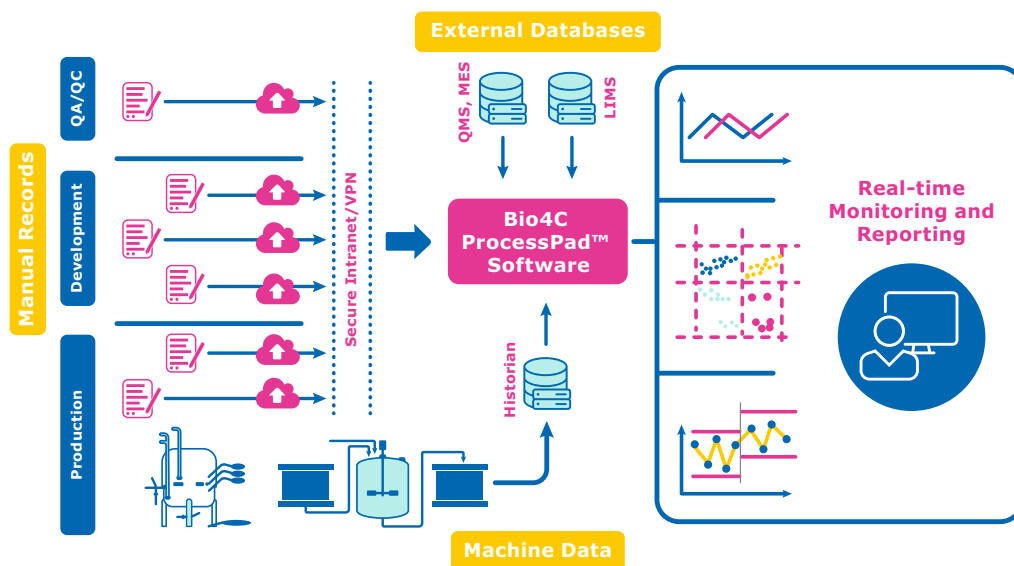 External Databases
Manual Records
QA/QC
Development
Production
Secure Intranet/VPN
QMS, MES
LIMS
Bio4C
ProcessPad™
Software
Historian
Machine Data
Real-time
Monitoring and
Reporting